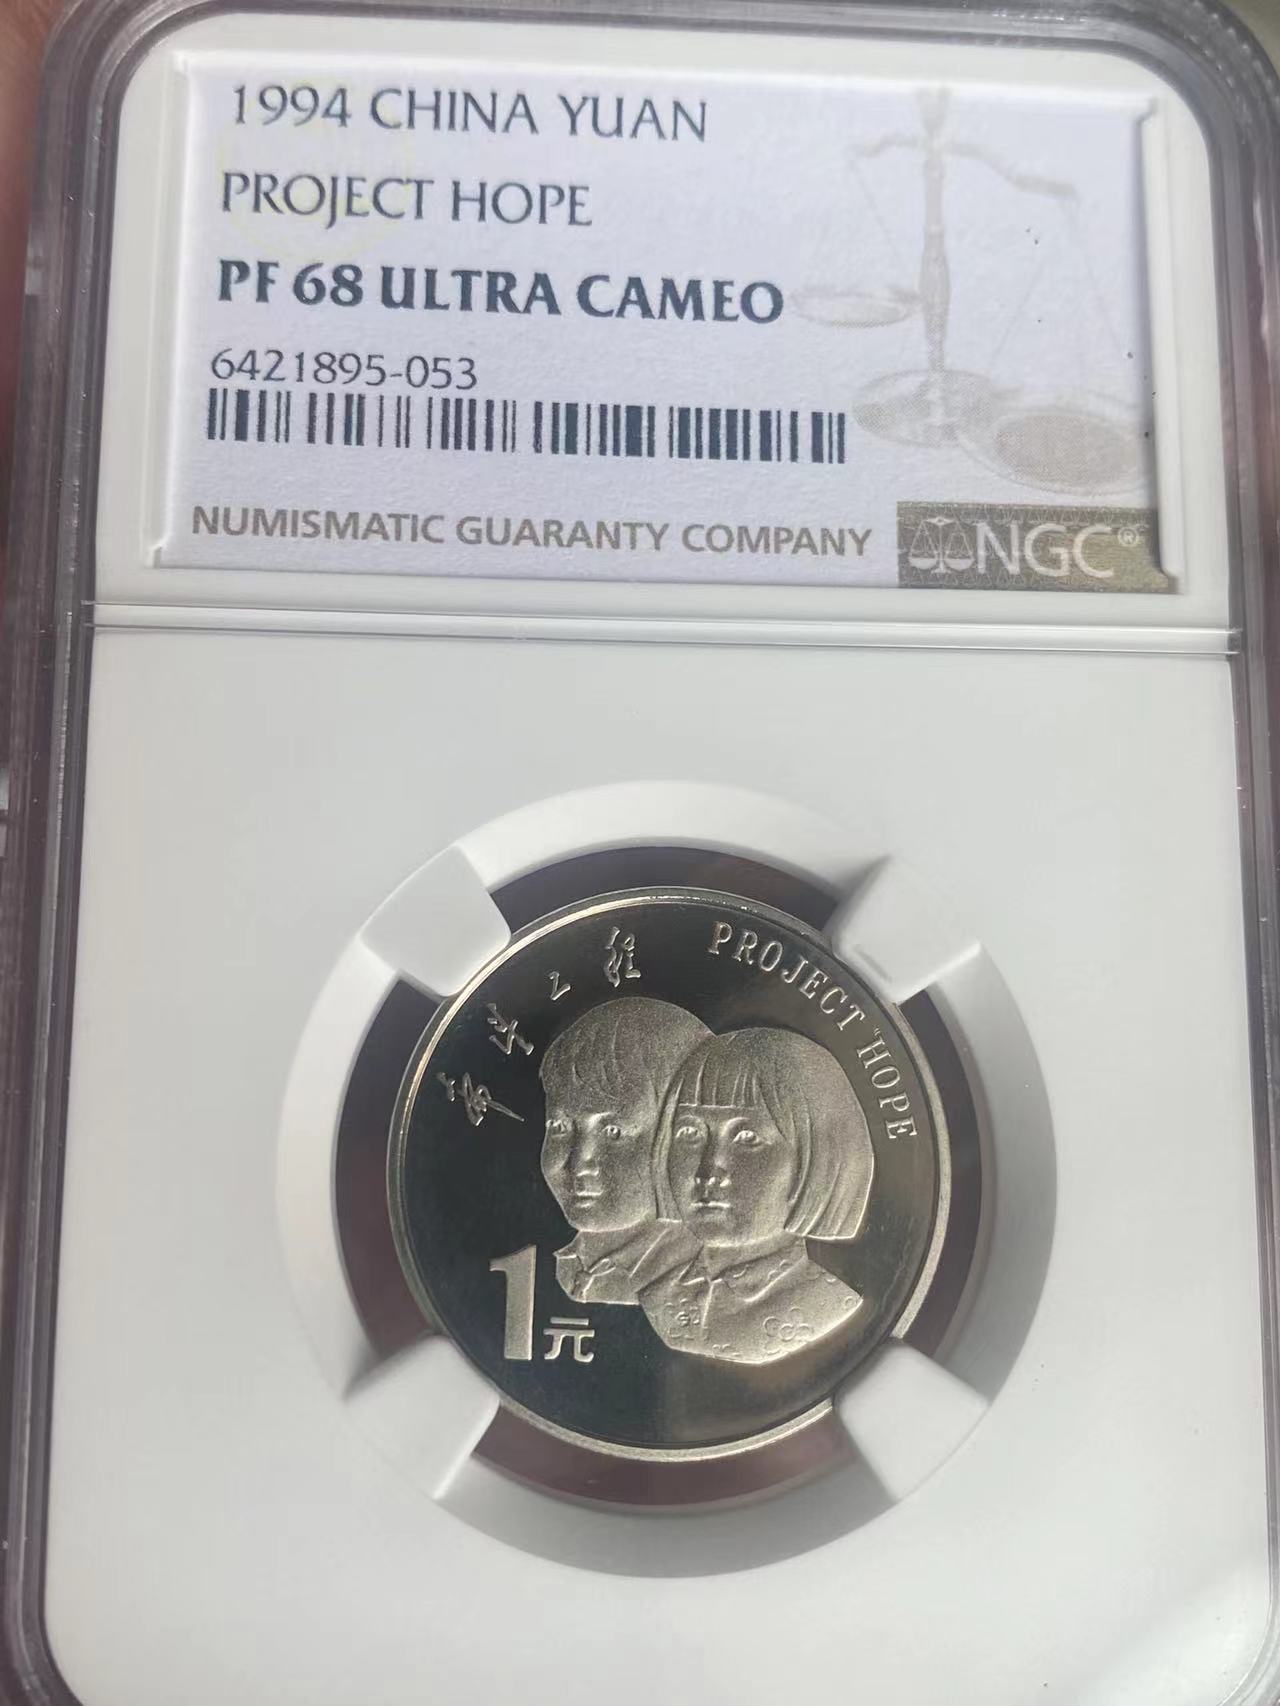 1994 CHINA YUAN
PROJECT HOPE
PF 68 ULTRA CAMEO
6421895-053
NUMISMATIC GUARANTY COMPANY
NGC®
PROJECT "HOPE
1元